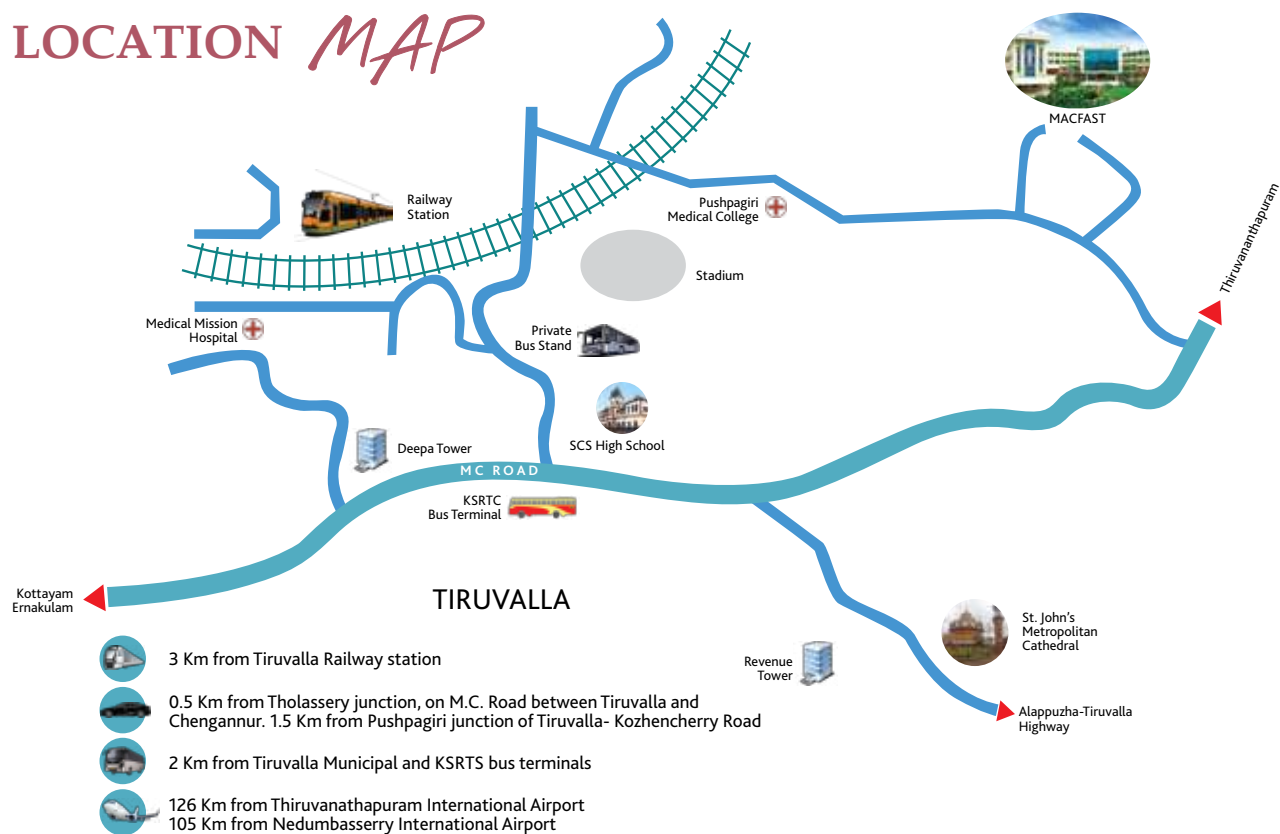 LOCATION MAP
MACFAST
Railway
Station
Pushpagiri
Medical College
Thiruvananthapuram
Stadium
Medical Mission
Hospital
Private
Bus Stand
SCS High School
Deepa Tower
MC ROAD
KSRTC
Bus Terminal
Kottayam
Ernakulam
TIRUVALLA
St. John's
Metropolitan
Cathedral
Revenue
Tower
Alappuzha-Tiruvalla
Highway
3 Km from Tiruvalla Railway station
0.5 Km from Tholassery junction, on M.C. Road between Tiruvalla and
Chengannur. 1.5 Km from Pushpagiri junction of Tiruvalla- Kozhencherry Road
2 Km from Tiruvalla Municipal and KSRTS bus terminals
126 Km from Thiruvanathapuram International Airport
105 Km from Nedumbasserry International Airport